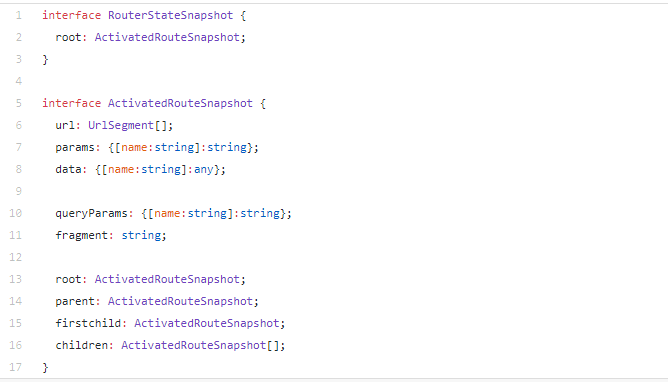 1 interface RouterStateSnapshot {
2   root: ActivatedRouteSnapshot;
3 }
4
5 interface ActivatedRouteSnapshot {
6   url: UrlSegment[];
7   params: {[name:string]:string};
8   data: {[name:string]:any};
9
10   queryParams: {[name:string]:string};
11   fragment: string;
12
13   root: ActivatedRouteSnapshot;
14   parent: ActivatedRouteSnapshot;
15   firstchild: ActivatedRouteSnapshot;
16   children: ActivatedRouteSnapshot[];
17 }